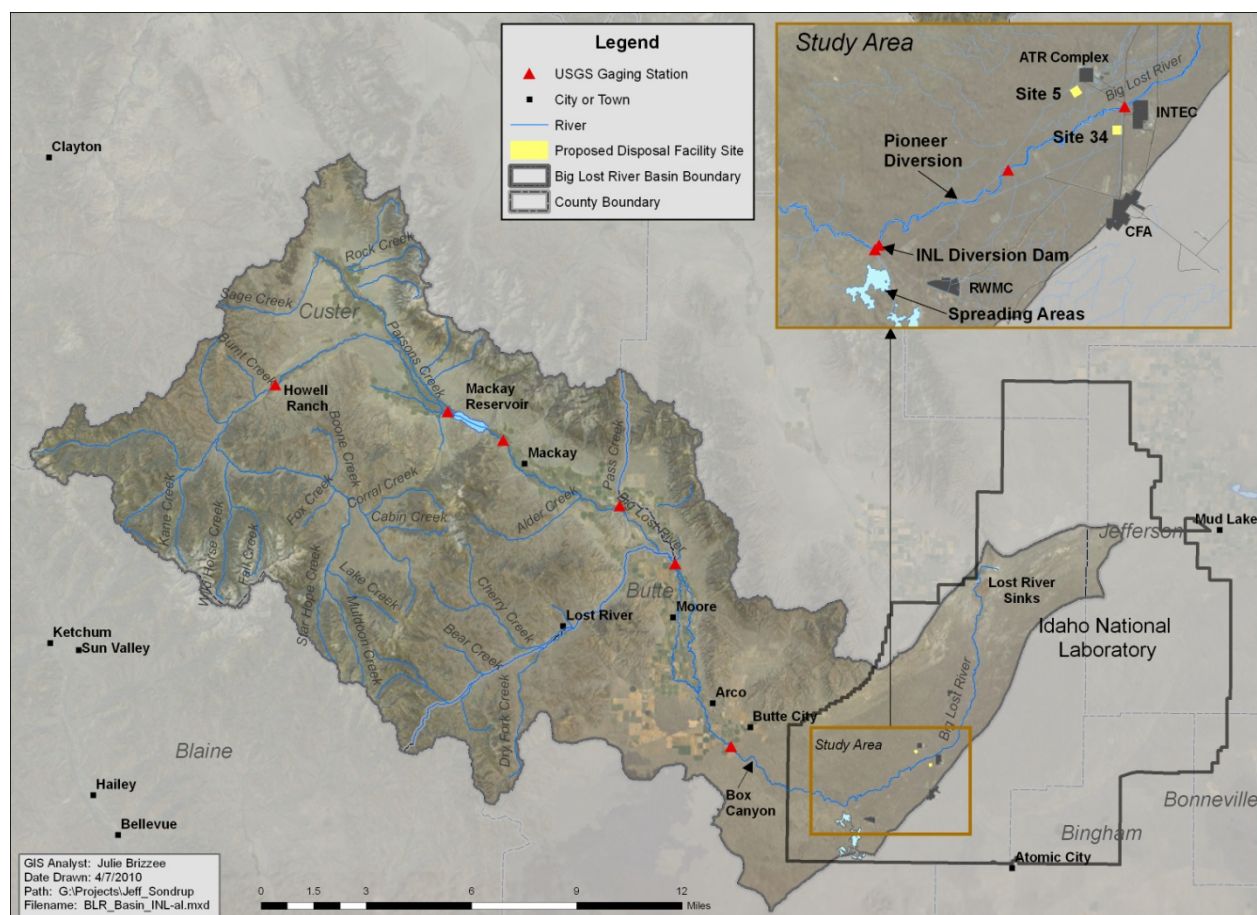 Legend
USGS Gaging Station
City or Town
River
Proposed Disposal Facility Site
Big Lost River Basin Boundary
County Boundary
Study Area
ATR Complex
Big Lost River
Site 5
INTEC
Site 34
Pioneer
Diversion
CFA
INL Diversion Dam
RWMC
Spreading Areas
Clayton
Rock Creek
Sage Creek
Custer
Parsons Creek
Burnt Creek
Howell
Ranch
Mackay
Reservoir
Boone Creek
Mackay
Pass Creek
Corral Creek
Fox Creek
Cabin Creek
Alder Creek
Big Lost River
Kane Creek
Wild Horse Creek
Fall Creek
Star Hope Creek
Lake Creek
Muldoon Creek
Cherry Creek
Bear Creek
Lost River
Butte
Moore
Dry Fork Creek
Mud Lake
Jefferson
Lost River
Sinks
Idaho National
Laboratory
Big Lost River
Ketchum
Sun Valley
Arco
Butte City
Study Area
Blaine
Box
Canyon
Hailey
Bellevue
Bonneville
Bingham
Atomic City
GIS Analyst: Julie Brizzee
Date Drawn: 4/7/2010
Path: G:\Projects\Jeff_Sondrup
Filename: BLR_Basin_INL-al.mxd
0 1.5 3 6 9 12
Miles